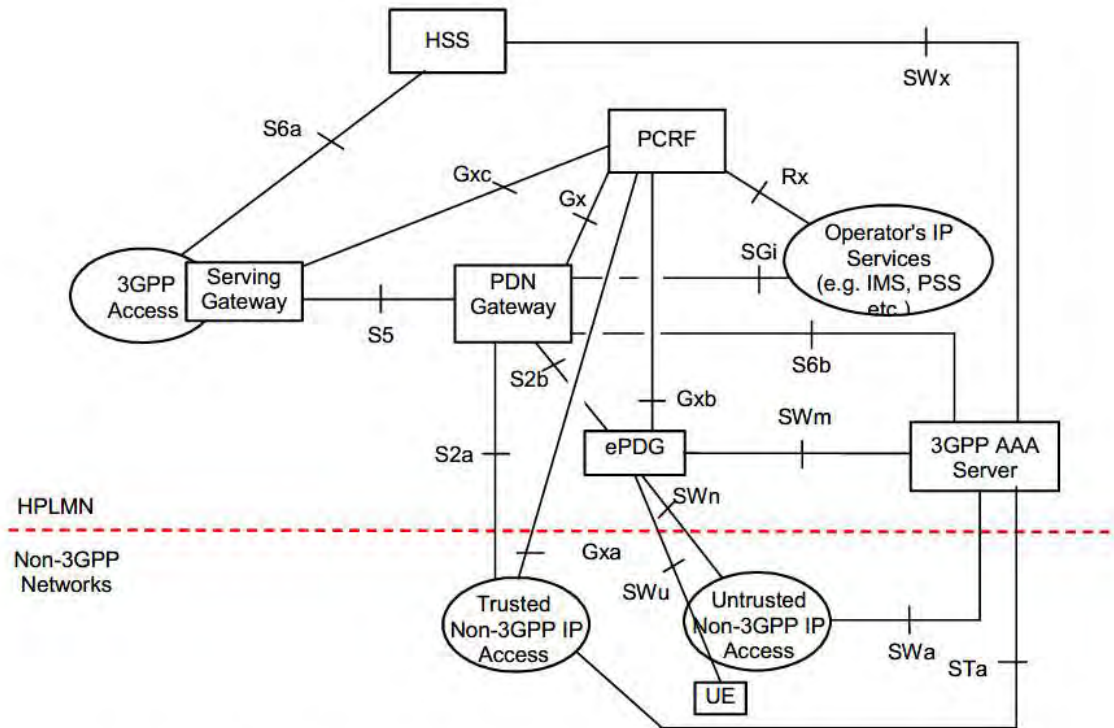 HSS
SWx
S6a
PCRF
Gxc
Gx
Rx
Operator's IP
Services
(e.g. IMS, PSS
etc.)
SGi
3GPP
Access
Serving
Gateway
PDN
Gateway
S5
S6b
S2b
Gxb
SWm
S2a
ePDG
3GPP AAA
Server
SWn
HPLMN
Non-3GPP
Networks
Gxa
SWu
Trusted
Non-3GPP IP
Access
Untrusted
Non-3GPP IP
Access
SWa
STa
UE